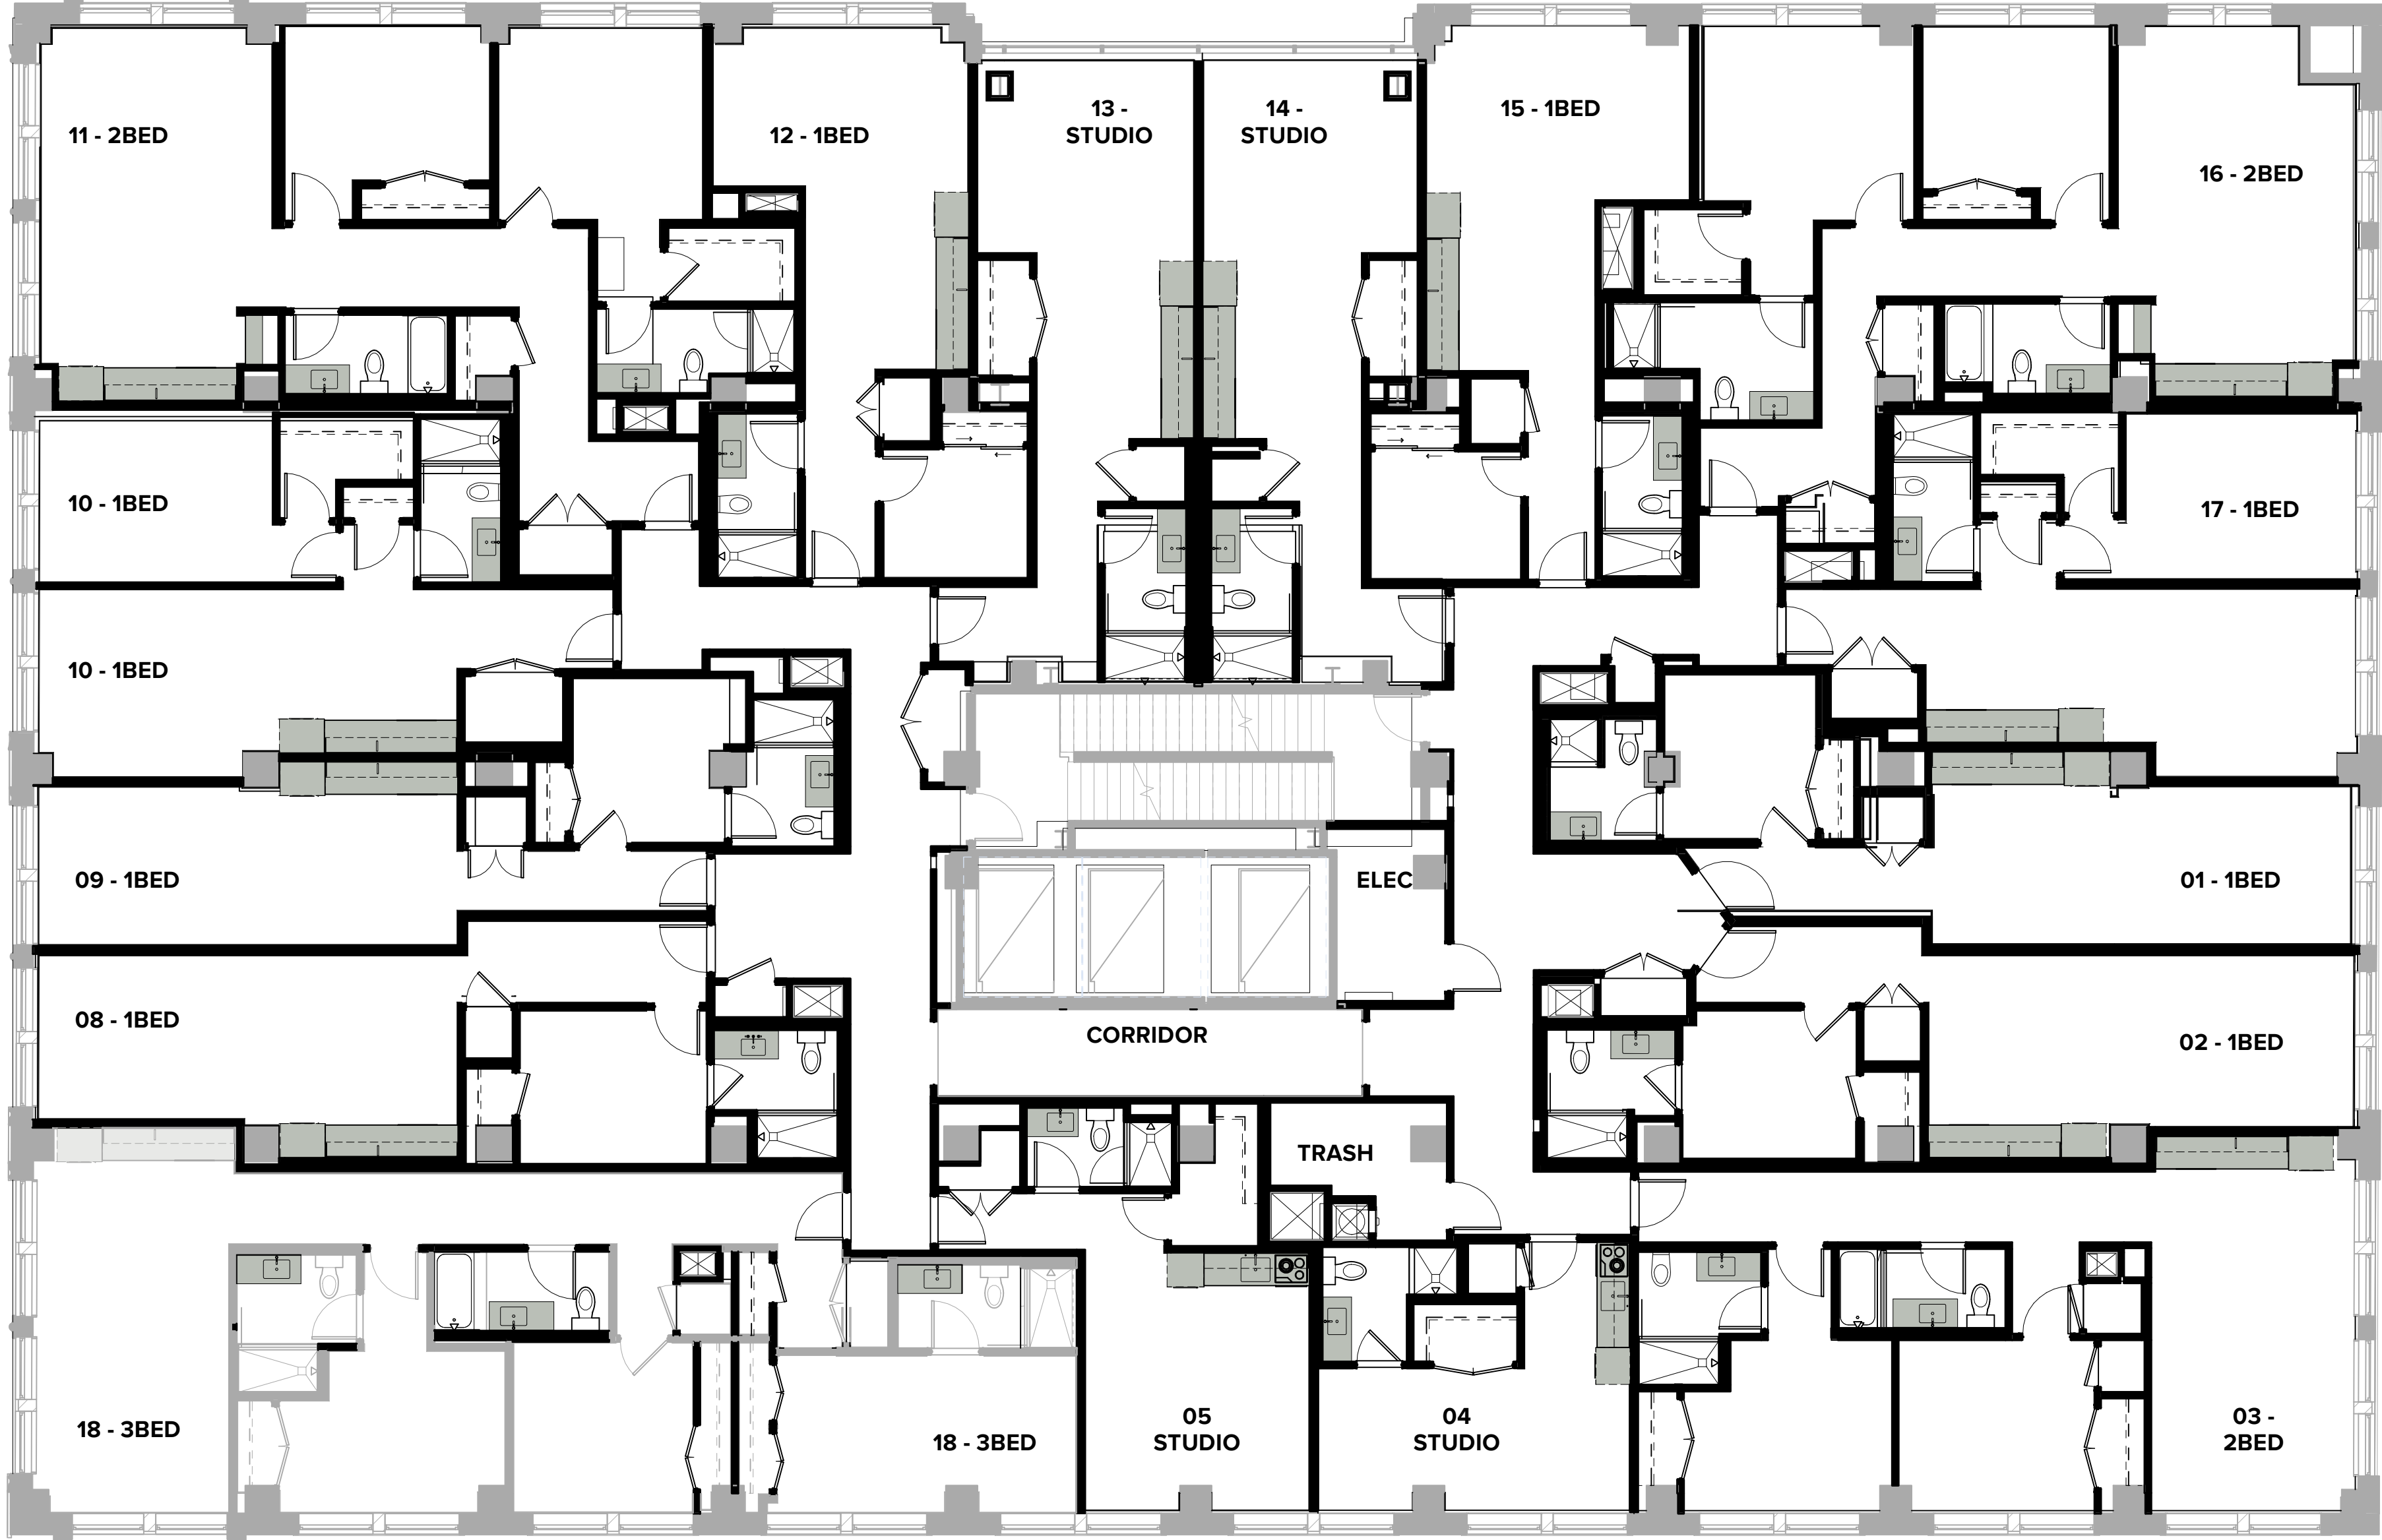 11 - 2BED
12 - 1BED
13 -
STUDIO
14 -
STUDIO
15 - 1BED
16 - 2BED
10 - 1BED
17 - 1BED
10 - 1BED
09 - 1BED
ELEC
01 - 1BED
08 - 1BED
CORRIDOR
02 - 1BED
TRASH
18 - 3BED
18 - 3BED
05
STUDIO
04
STUDIO
03 -
2BED